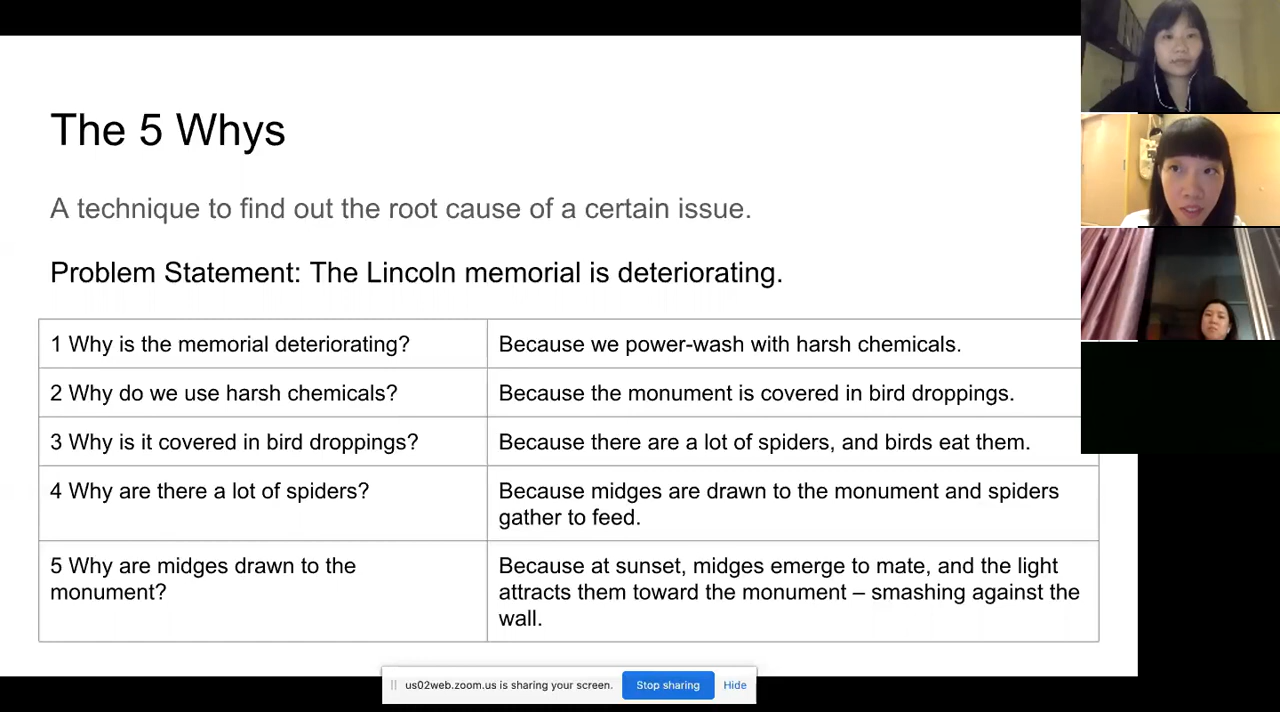 The 5 Whys
A technique to find out the root cause of a certain issue.
Problem Statement: The Lincoln memorial is deteriorating.
1 Why is the memorial deteriorating?
Because we power-wash with harsh chemicals.
2 Why do we use harsh chemicals?
Because the monument is covered in bird droppings.
3 Why is it covered in bird droppings?
Because there are a lot of spiders, and birds eat them.
4 Why are there a lot of spiders?
Because midges are drawn to the monument and spiders
gather to feed.
5 Why are midges drawn to the
monument?
Because at sunset, midges emerge to mate, and the light
attracts them toward the monument – smashing against the
wall.
us02web.zoom.us is sharing your screen.
Stop sharing
Hide